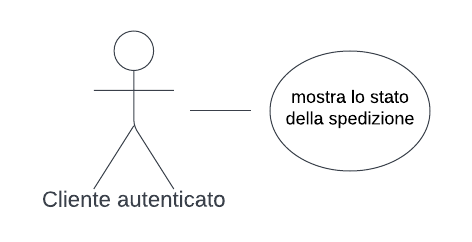 mostra lo stato
della spedizione
Cliente autenticato